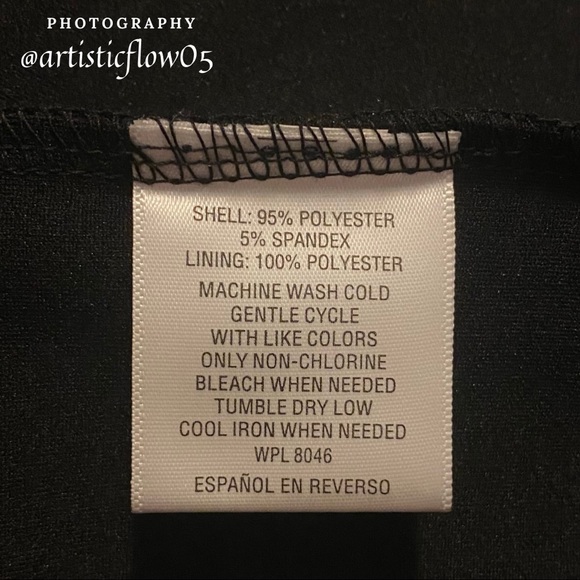 PHOTOGRAPHY
@artisticflow05
SHELL: 95% POLYESTER
5% SPANDEX
LINING: 100% POLYESTER
MACHINE WASH COLD
GENTLE CYCLE
WITH LIKE COLORS
ONLY NON-CHLORINE
BLEACH WHEN NEEDED
TUMBLE DRY LOW
COOL IRON WHEN NEEDED
WPL 8046
ESPAÑOL EN REVERSO